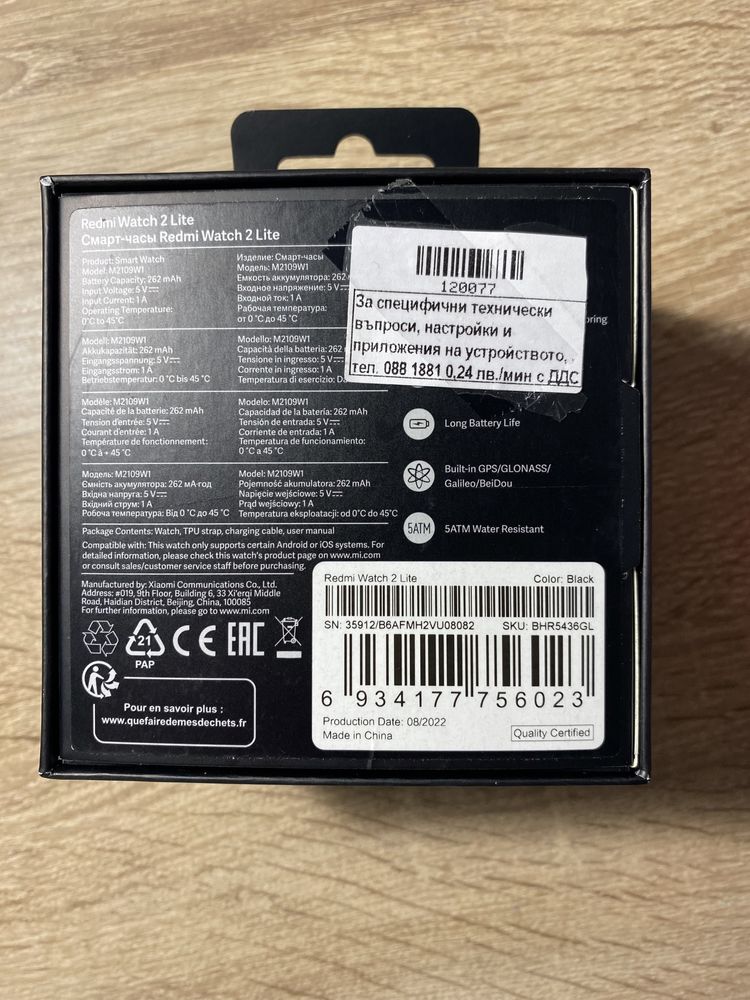 Redmi Watch 2 Lite
Смарт-часы Redmi Watch 2 Lite
Product: Smart Watch
Model: M2109W1
Battery Capacity: 262 mAh
Input Voltage: 5 V
Input Current: 1 A
Operating Temperature:
0°C to 45°C
Изделие: Смарт-часы
Модель: M2109W1
Емкость аккумулятора: 262
Входное напряжение: 5 V
Входной ток: 1 A
Рабочая температура:
от 0°C до 45°C
Modell: M2109W1
Akkukapazität: 262 mAh
Eingangsspannung: 5 V
Eingangsstrom: 1 A
Betriebstemperatur: 0 °C bis 45 °C
Modello: M2109W1
Capacità della batteria: 262
Tensione in ingresso: 5 V
Corrente in ingresso: 1 A
Temperatura di esercizio:
Modèle: M2109W1
Capacité de la batterie: 262 mAh
Tension d'entrée: 5 V
Courant d'entrée: 1 A
Température de fonctionnement:
0 °C à + 45 °C
Modelo: M2109W1
Capacidad de la batería: 262 mAh
Tensión de entrada: 5 V
Corriente de entrada: 1 A
Temperatura de funcionamiento:
0 °C a 45 °C
Модель: M2109W1
Ємність акумулятора: 262 мА·год
Вхідна напруга: 5 V
Вхідний струм: 1 A
Робоча температура: Від 0 °C до 45 °C
Model: M2109W1
Pojemność akumulatora: 262 mAh
Napięcie wejściowe: 5 V
Prąd wejściowy: 1 A
Temperatura eksploatacji: od 0°C do 45°C
Package Contents: Watch, TPU strap, charging cable, user manual
Compatible with: This watch only supports certain Android or iOS systems. For
detailed information, please check this watch's product page on www.mi.com
or consult sales/customer service staff before purchasing.
Manufactured by: Xiaomi Communications Co., Ltd.
Address: #019, 9th Floor, Building 6, 33 Xi'erqi Middle
Road, Haidian District, Beijing, China, 100085
For further information, please go to www.mi.com
21
PAP
CE
EAC
Pour en savoir plus :
www.quefairedemesdechets.fr
120077
За специфични технически
въпроси, настройки и
приложения на устройството,
тел. 088 1881 0,24 лв./мин с ДДС
ring
Long Battery Life
Built-in GPS/GLONASS/
Galileo/BeiDou
5ATM
5ATM Water Resistant
Redmi Watch 2 Lite
Color: Black
SN: 35912/B6AFMH2VU08082
SKU: BHR5436GL
6 934177 756023
Production Date: 08/2022
Made in China
Quality Certified